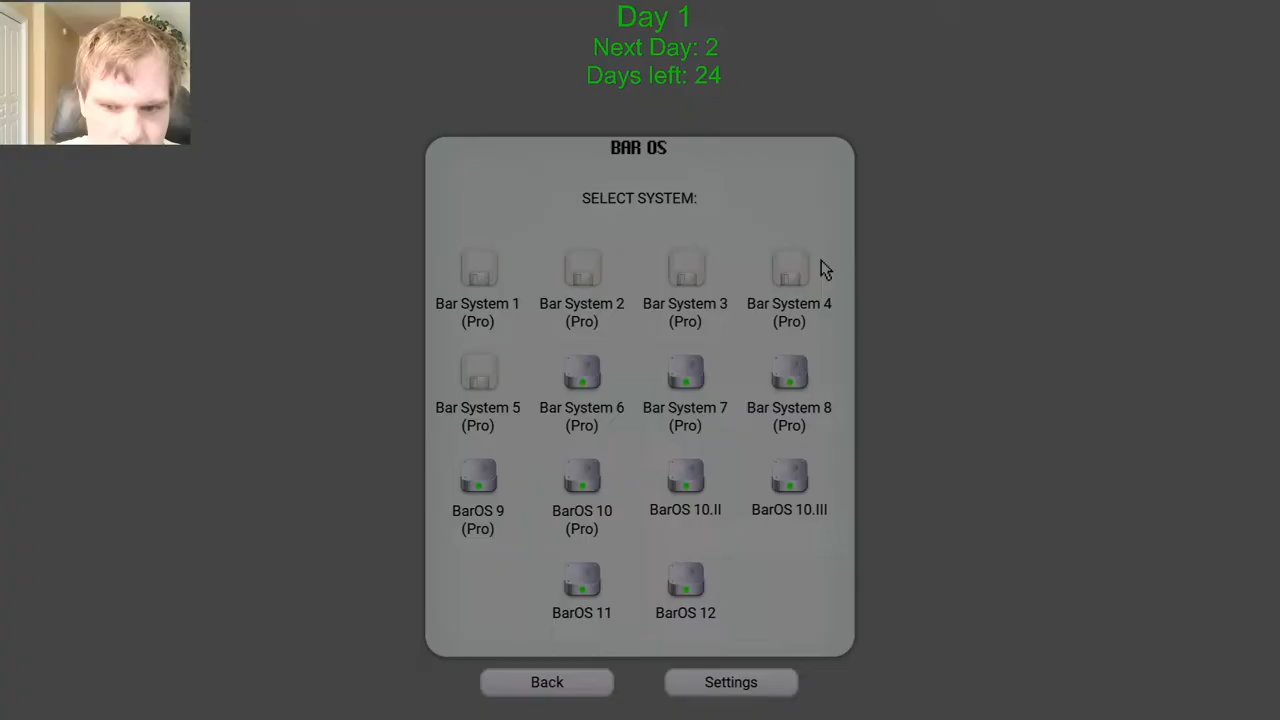 Day 1
Next Day: 2
Days left: 24
BAR OS
SELECT SYSTEM:
Bar System 1
(Pro)
Bar System 2
(Pro)
Bar System 3
(Pro)
Bar System 4
(Pro)
Bar System 5
(Pro)
Bar System 6
(Pro)
Bar System 7
(Pro)
Bar System 8
(Pro)
BarOS 9
(Pro)
BarOS 10
(Pro)
BarOS 10.II
BarOS 10.III
BarOS 11
BarOS 12
Back
Settings